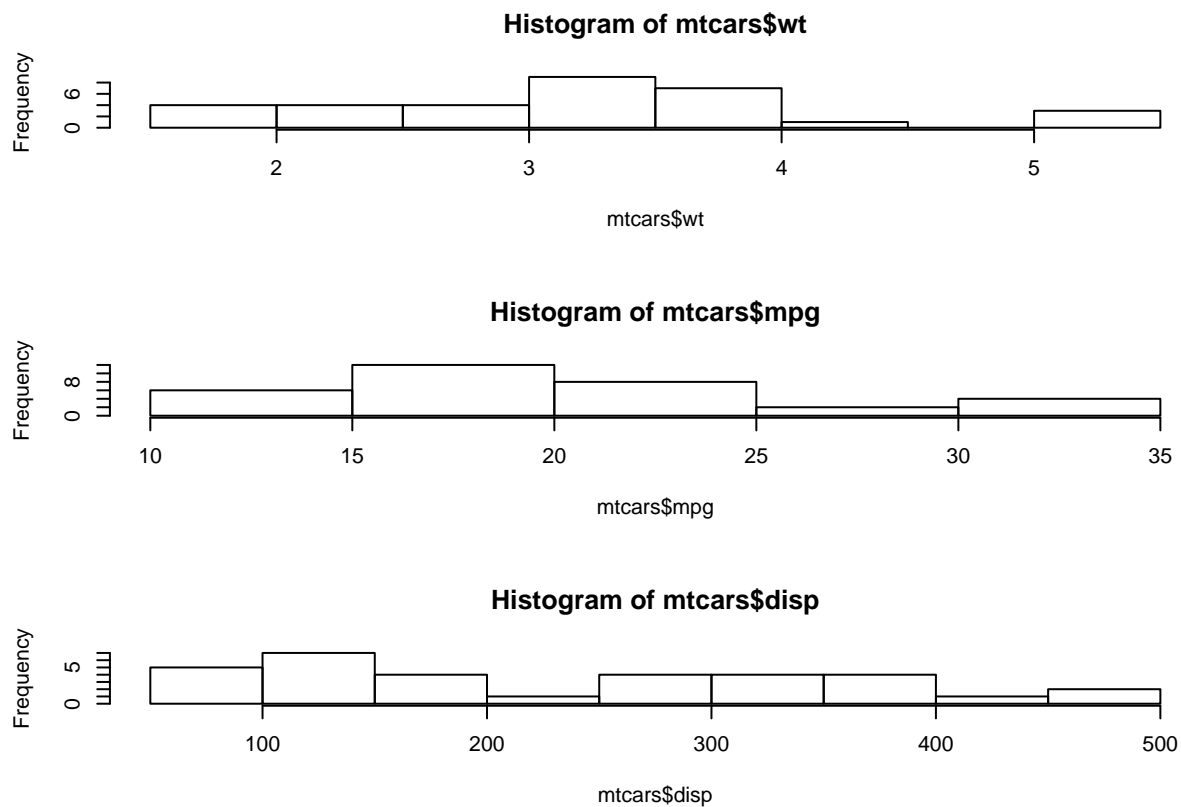 Histogram of mtcars$wt
Frequency
0 6
2 3 4 5
mtcars$wt
Histogram of mtcars$mpg
Frequency
0 8
10 15 20 25 30 35
mtcars$mpg
Histogram of mtcars$disp
Frequency
0 5
100 200 300 400 500
mtcars$disp